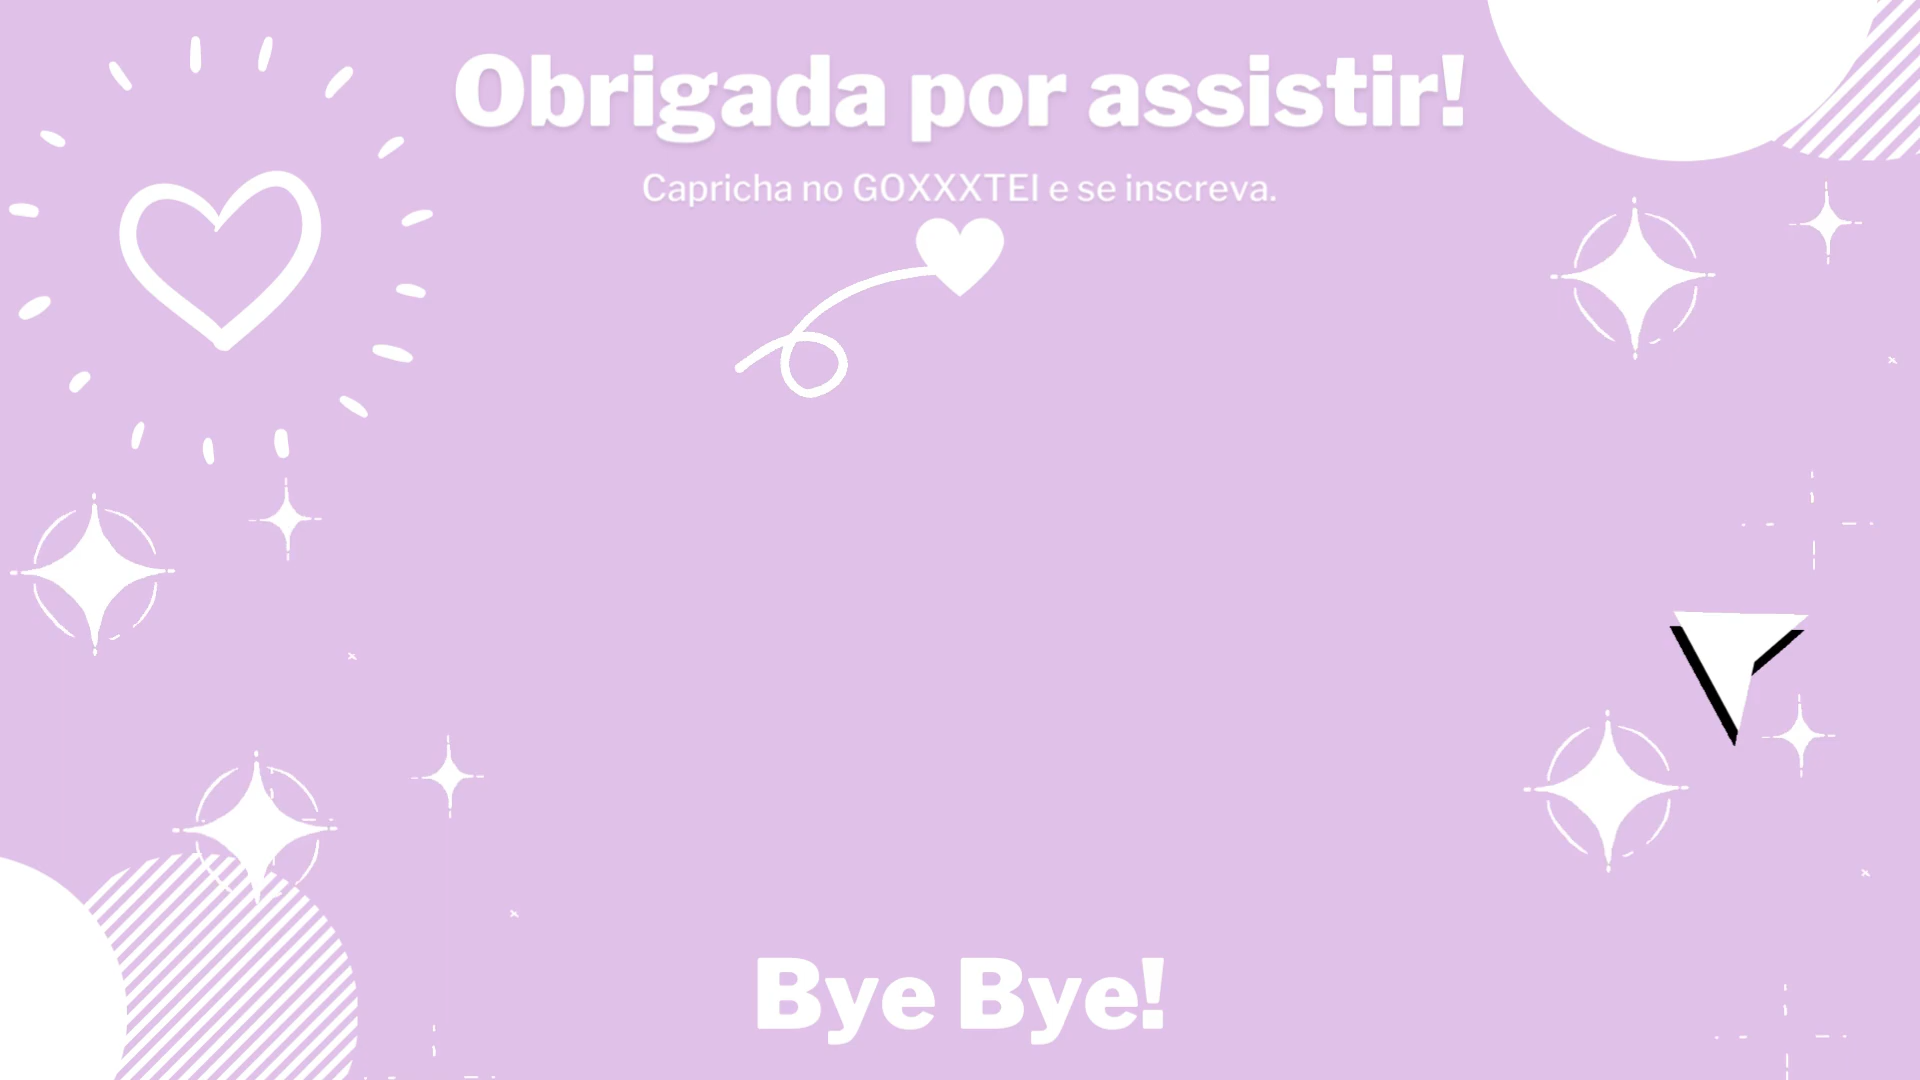 Obrigada por assistir!
Capricha no GOXXXTEI e se inscreva.
Bye Bye!